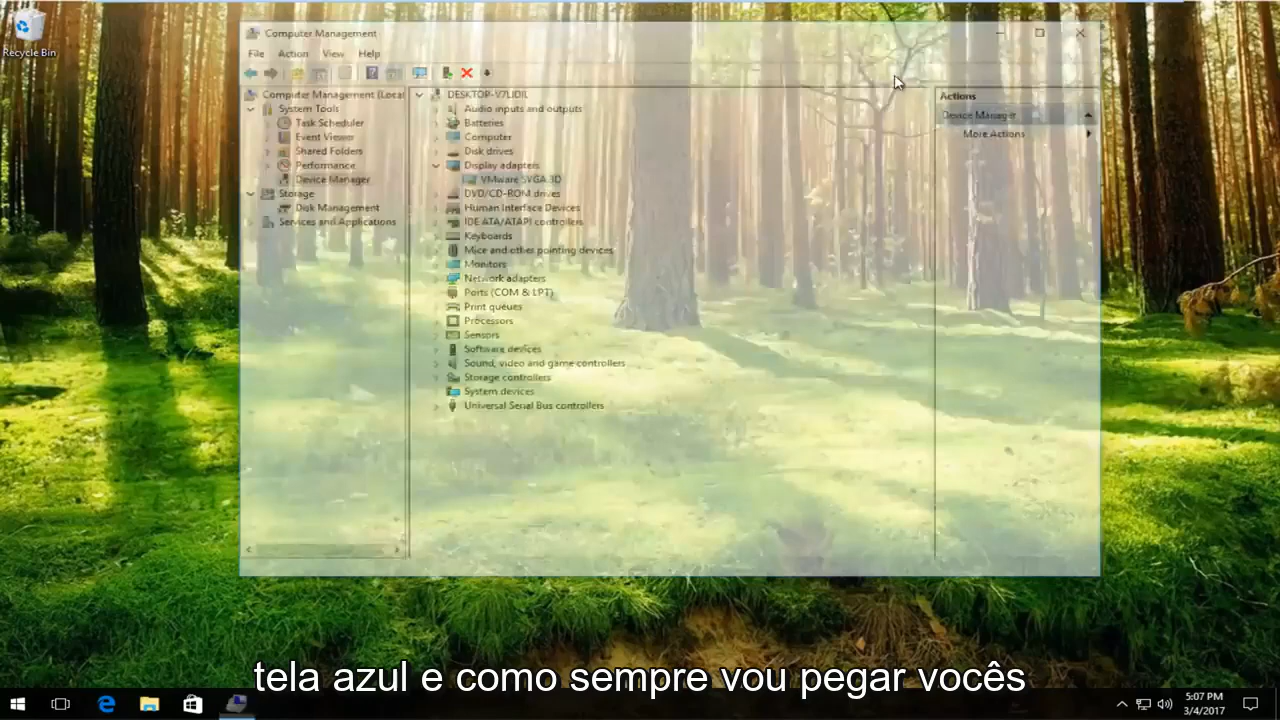 Recycle Bin
Computer Management
File Action View Help
Computer Management (Local
System Tools
Task Scheduler
Event Viewer
Shared Folders
Performance
Device Manager
Storage
Disk Management
Services and Applications
DESKTOP-V7LJDIL
Audio inputs and outputs
Batteries
Computer
Disk drives
Display adapters
VMware SVGA 3D
DVD/CD-ROM drives
Human Interface Devices
IDE ATA/ATAPI controllers
Keyboards
Mice and other pointing devices
Monitors
Network adapters
Ports (COM & LPT)
Print queues
Processors
Sensors
Software devices
Sound, video and game controllers
Storage controllers
System devices
Universal Serial Bus controllers
Actions
Device Manager
More Actions
tela azul e como sempre vou pegar vocês
5:07 PM
3/4/2017